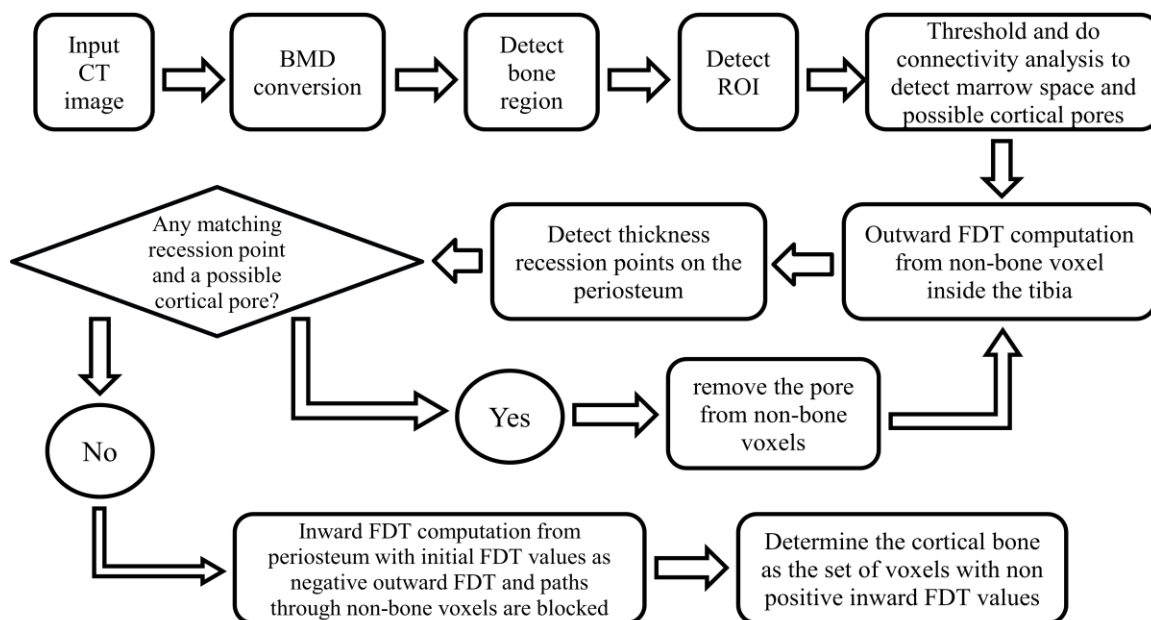 Input
CT
image
BMD
conversion
Detect
bone
region
Detect
ROI
Threshold and do
connectivity analysis to
detect marrow space and
possible cortical pores
Outward FDT computation
from non-bone voxel
inside the tibia
Detect thickness
recession points on the
periosteum
Any matching
recession point
and a possible
cortical pore?
Yes
remove the pore
from non-bone
voxels
No
Inward FDT computation from
periosteum with initial FDT values as
negative outward FDT and paths
through non-bone voxels are blocked
Determine the cortical bone
as the set of voxels with non
positive inward FDT values